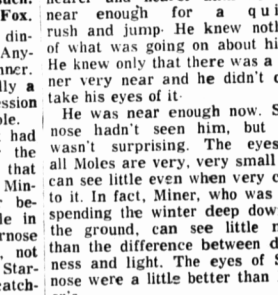 Fox.
din-
Any-
nner.
lly a
ession
ole.
had
the
that
Min-
be-
le in
rnose
not
Star-
atch-
near enough for a qui
rush and jump. He knew noth
of what was going on about hi
He knew only that there was a
ner very near and he didn't d
take his eyes of it.
He was near enough now. S
nose hadn't seen him, but
wasn't surprising. The eyes
all Moles are very, very small
can see little even when very c
to it. In fact, Miner, who was
spending the winter deep dow
the ground, can see little m
than the difference between d
ness and light. The eyes of S
nose were a little better than